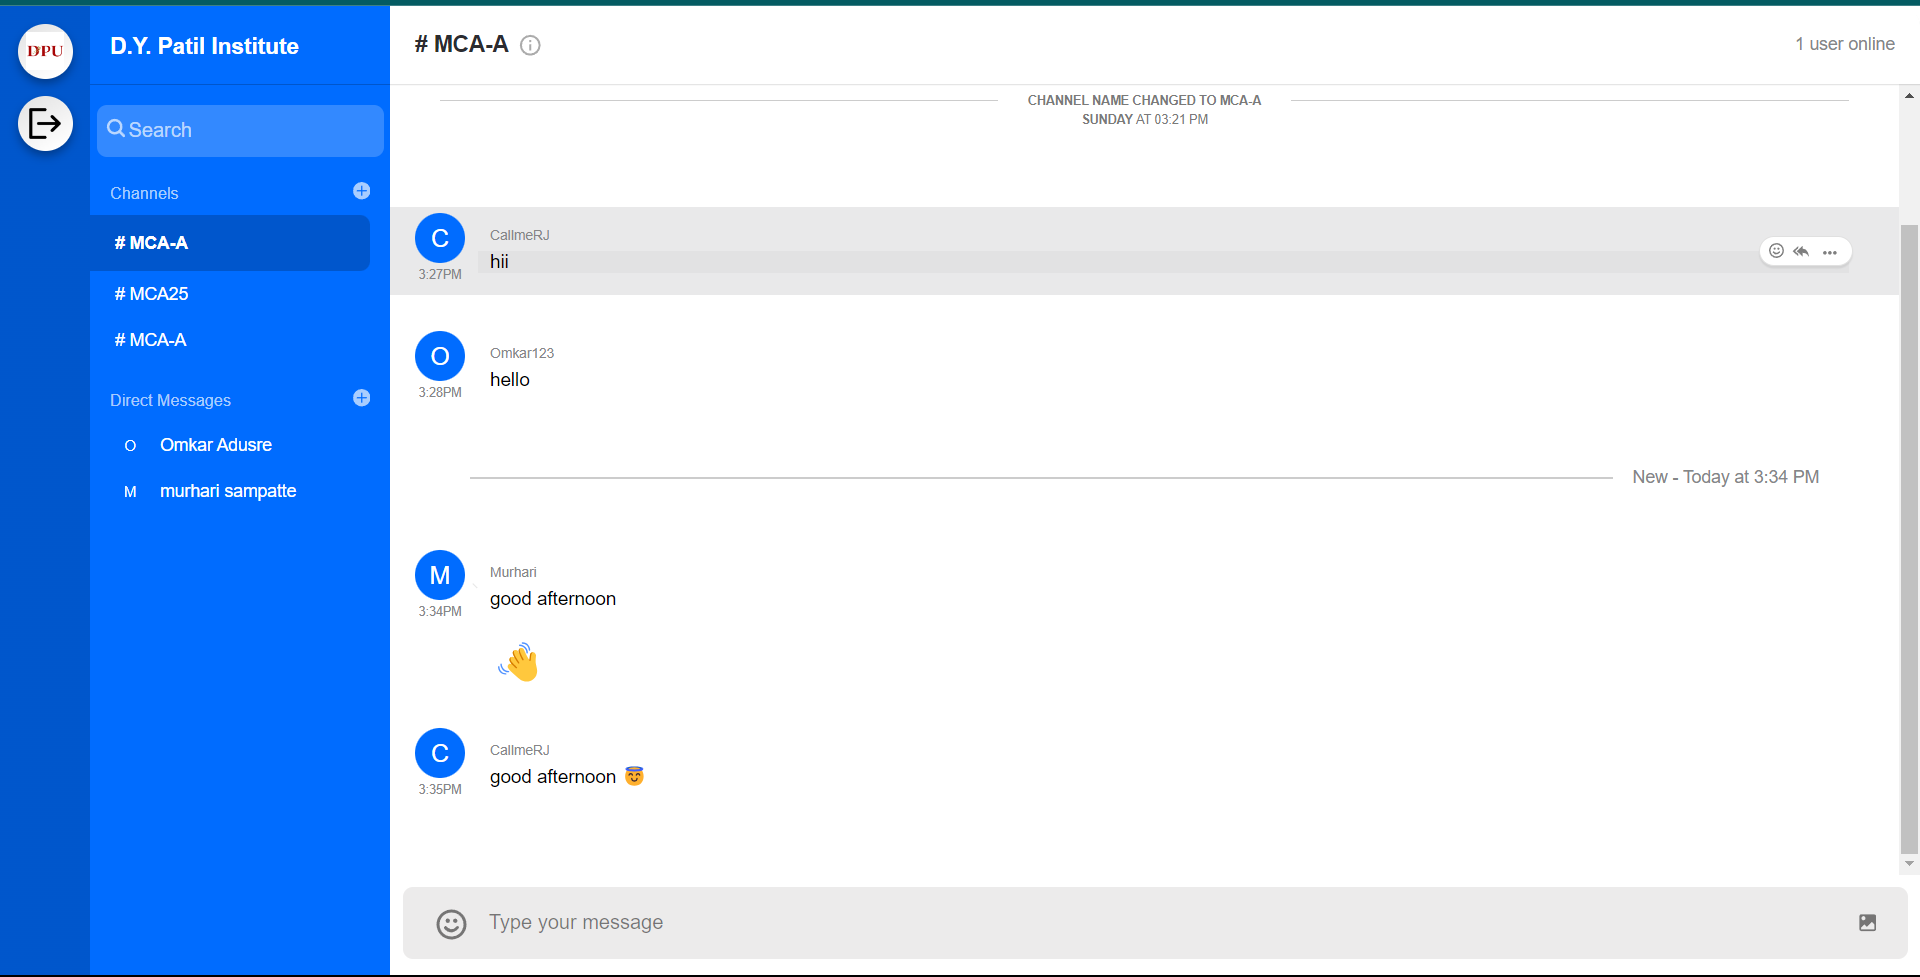 DPU
D.Y. Patil Institute
Search
Channels
# MCA-A
# MCA25
# MCA-A
Direct Messages
O Omkar Adusre
M murhari sampatte
# MCA-A
1 user online
CHANNEL NAME CHANGED TO MCA-A
SUNDAY AT 03:21 PM
C
CallmeRJ
hii
3:27PM
O
Omkar123
hello
3:28PM
New - Today at 3:34 PM
M
Murhari
good afternoon
3:34PM
👋
C
CallmeRJ
good afternoon 😇
3:35PM
Type your message